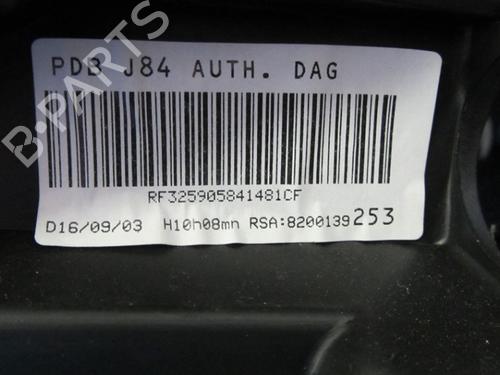 PDB J84 AUTH. DAG
RF325905841481CF
D16/09/03 H10h08mn RSA:8200139253
B-PARTS